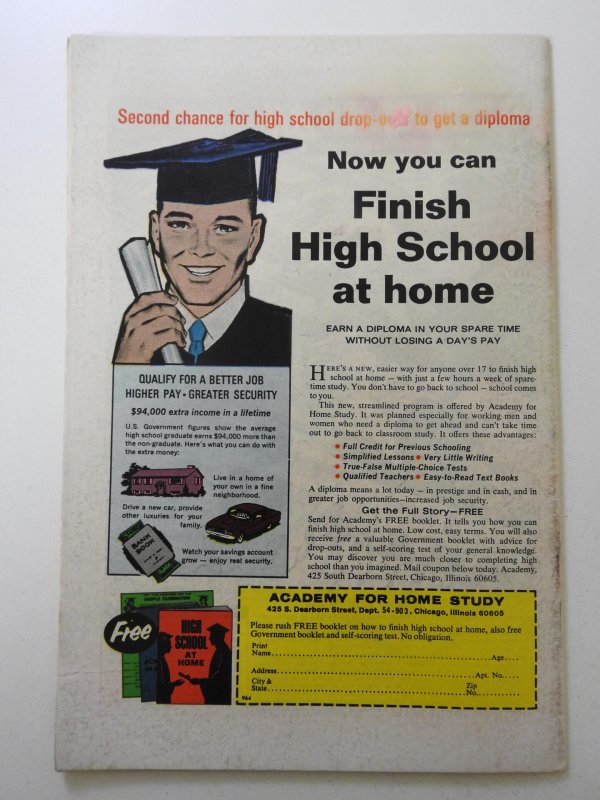 Second chance for high school drop-outs to get a diploma
Now you can
Finish
High School
at home
EARN A DIPLOMA IN YOUR SPARE TIME
WITHOUT LOSING A DAY'S PAY
QUALIFY FOR A BETTER JOB
HIGHER PAY • GREATER SECURITY
$94,000 extra income in a lifetime
U.S. Government figures show the average
high school graduate earns $94,000 more than
the non-graduate. Here's what you can do with
the extra money:
Live in a home of
your own in a fine
neighborhood.
Drive a new car, provide
other luxuries for your
family.
BANK
BOOK
Watch your savings account
grow — enjoy real security.
HERE'S A NEW, easier way for anyone over 17 to finish high
school at home — with just a few hours a week of spare-
time study. You don't have to go back to school — school comes
to you.
This new, streamlined program is offered by Academy for
Home Study. It was planned especially for working men and
women who need a diploma to get ahead and can't take time
out to go back to classroom study. It offers these advantages:
• Full Credit for Previous Schooling
• Simplified Lessons • Very Little Writing
• True-False Multiple-Choice Tests
• Qualified Teachers • Easy-to-Read Text Books
A diploma means a lot today — in prestige and in cash, and in
greater job opportunities—increased job security.
Get the Full Story—FREE
Send for Academy's FREE booklet. It tells you how you can
finish high school at home. Low cost, easy terms. You will also
receive free a valuable Government booklet with advice for
drop-outs, and a self-scoring test of your general knowledge.
You may discover you are much closer to completing high
school than you imagined. Mail coupon below today. Academy,
425 South Dearborn Street, Chicago, Illinois 60605.
Free
HIGH
SCHOOL
AT
HOME
ACADEMY FOR HOME STUDY
426 S. Dearborn Street, Dept. 54-903, Chicago, Illinois 60605
Please rush FREE booklet on how to finish high school at home, also free
Government booklet and self-scoring test. No obligation.
Print
Name Age
Address Apt. No.
City & Zip
State No.
964